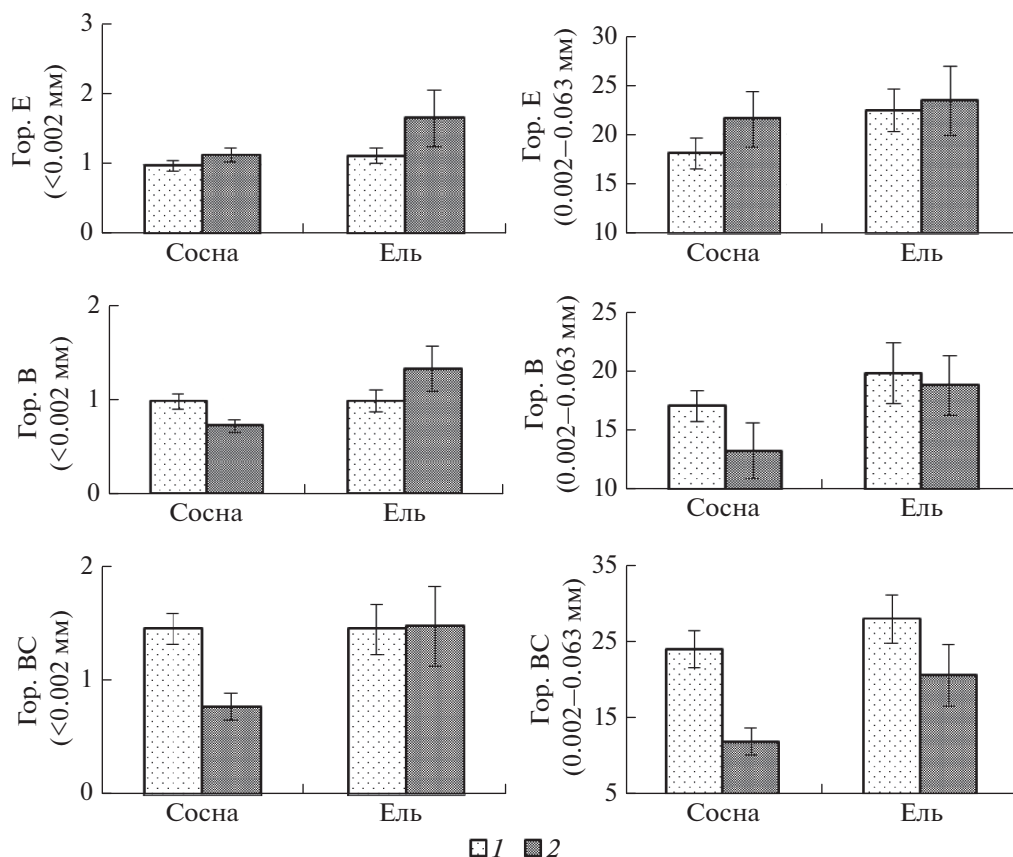 Гор. E
(<0.002 мм)
3
2
1
0
Сосна Ель
Гор. E
(0.002–0.063 мм)
30
25
20
15
10
Сосна Ель
Гор. B
(<0.002 мм)
2
1
0
Сосна Ель
Гор. B
(0.002–0.063 мм)
25
20
15
10
Сосна Ель
Гор. BC
(<0.002 мм)
2
1
0
Сосна Ель
Гор. BC
(0.002–0.063 мм)
35
25
15
5
Сосна Ель
1 2